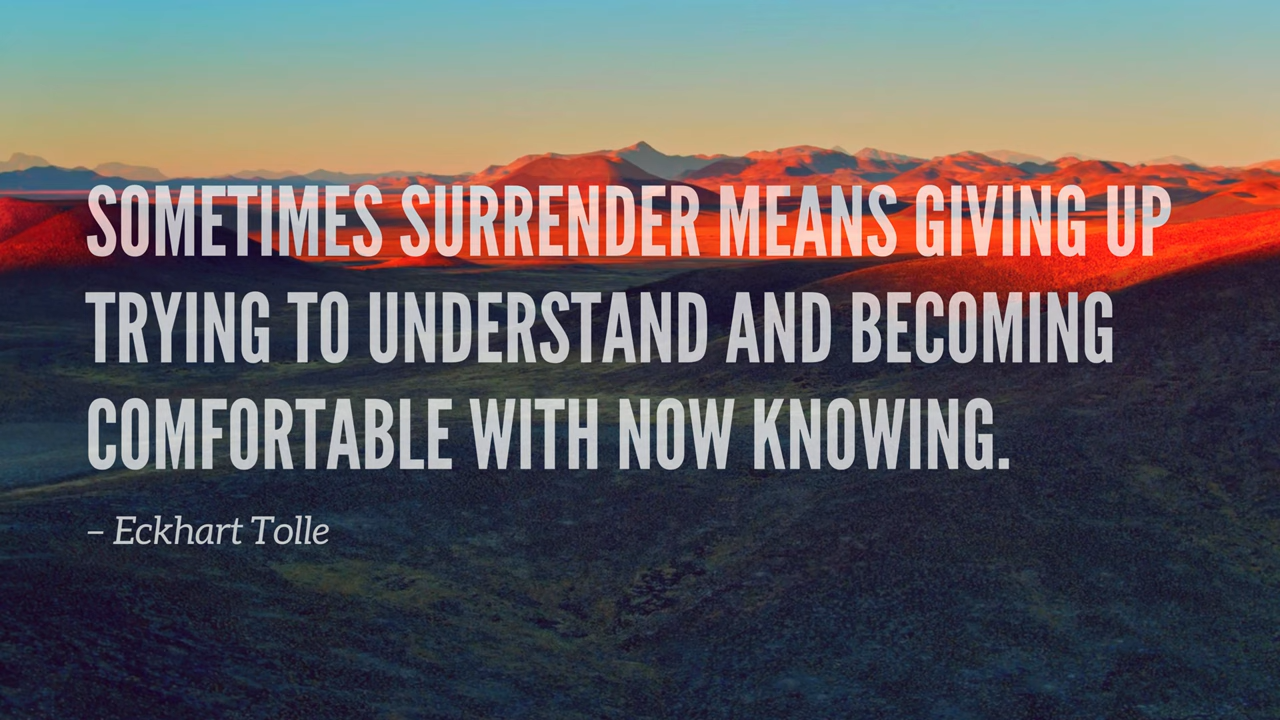 SOMETIMES SURRENDER MEANS GIVING UP
TRYING TO UNDERSTAND AND BECOMING
COMFORTABLE WITH NOW KNOWING.
– Eckhart Tolle